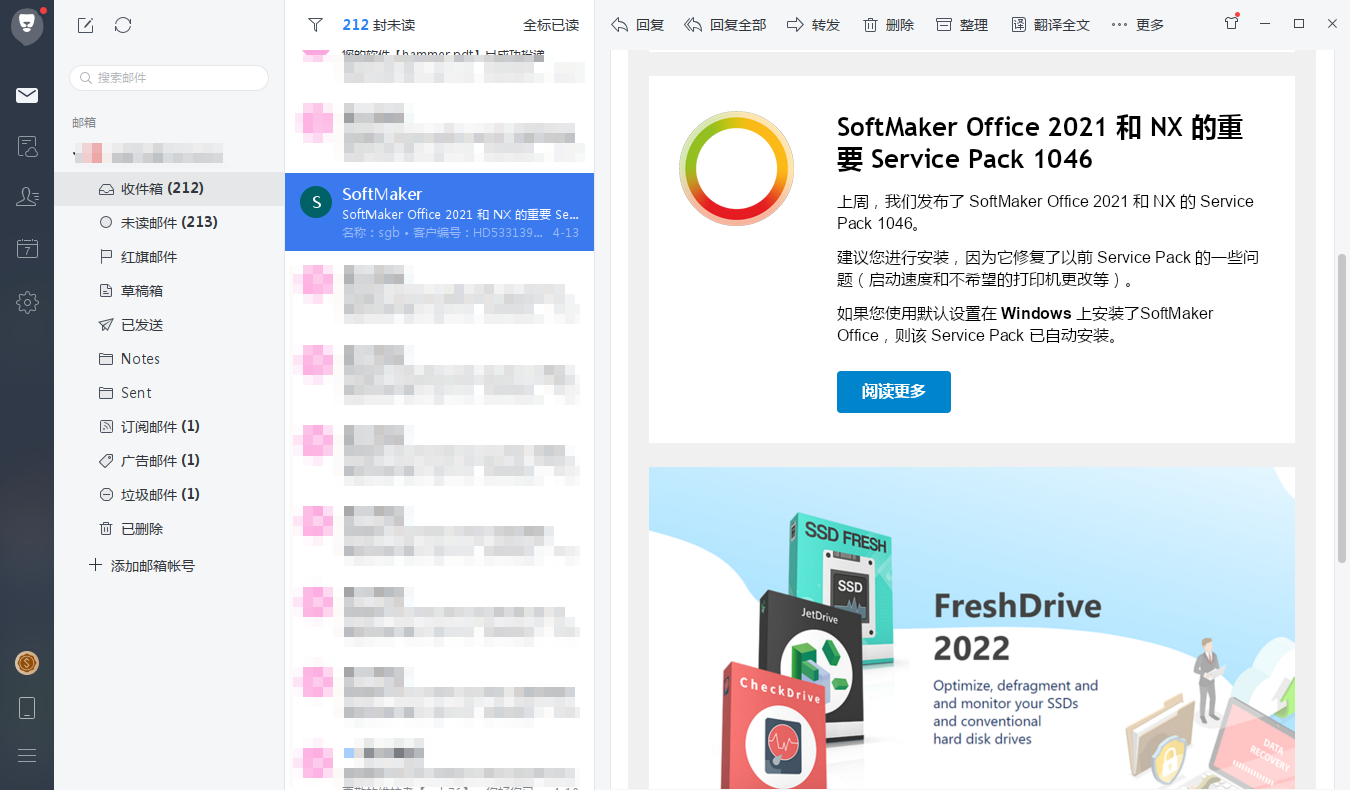 搜索邮件
邮箱
收件箱 (212)
未读邮件 (213)
红旗邮件
草稿箱
已发送
Notes
Sent
订阅邮件 (1)
广告邮件 (1)
垃圾邮件 (1)
已删除
添加邮箱帐号
7
212 封未读
全标已读
S
SoftMaker
SoftMaker Office 2021 和 NX 的重要 Se...
名称：sgb • 客户编号：HD533139... 4-13
回复
回复全部
转发
删除
整理
翻译全文
更多
SoftMaker Office 2021 和 NX 的重
要 Service Pack 1046
上周，我们发布了 SoftMaker Office 2021 和 NX 的 Service
Pack 1046。
建议您进行安装，因为它修复了以前 Service Pack 的一些问
题（启动速度和不希望的打印机更改等）。
如果您使用默认设置在 Windows 上安装了SoftMaker
Office，则该 Service Pack 已自动安装。
阅读更多
SSD FRESH
SSD
JetDrive
CheckDrive
FreshDrive
2022
Optimize, defragment and
and monitor your SSDs
and conventional
hard disk drives
DATA
RECOVERY